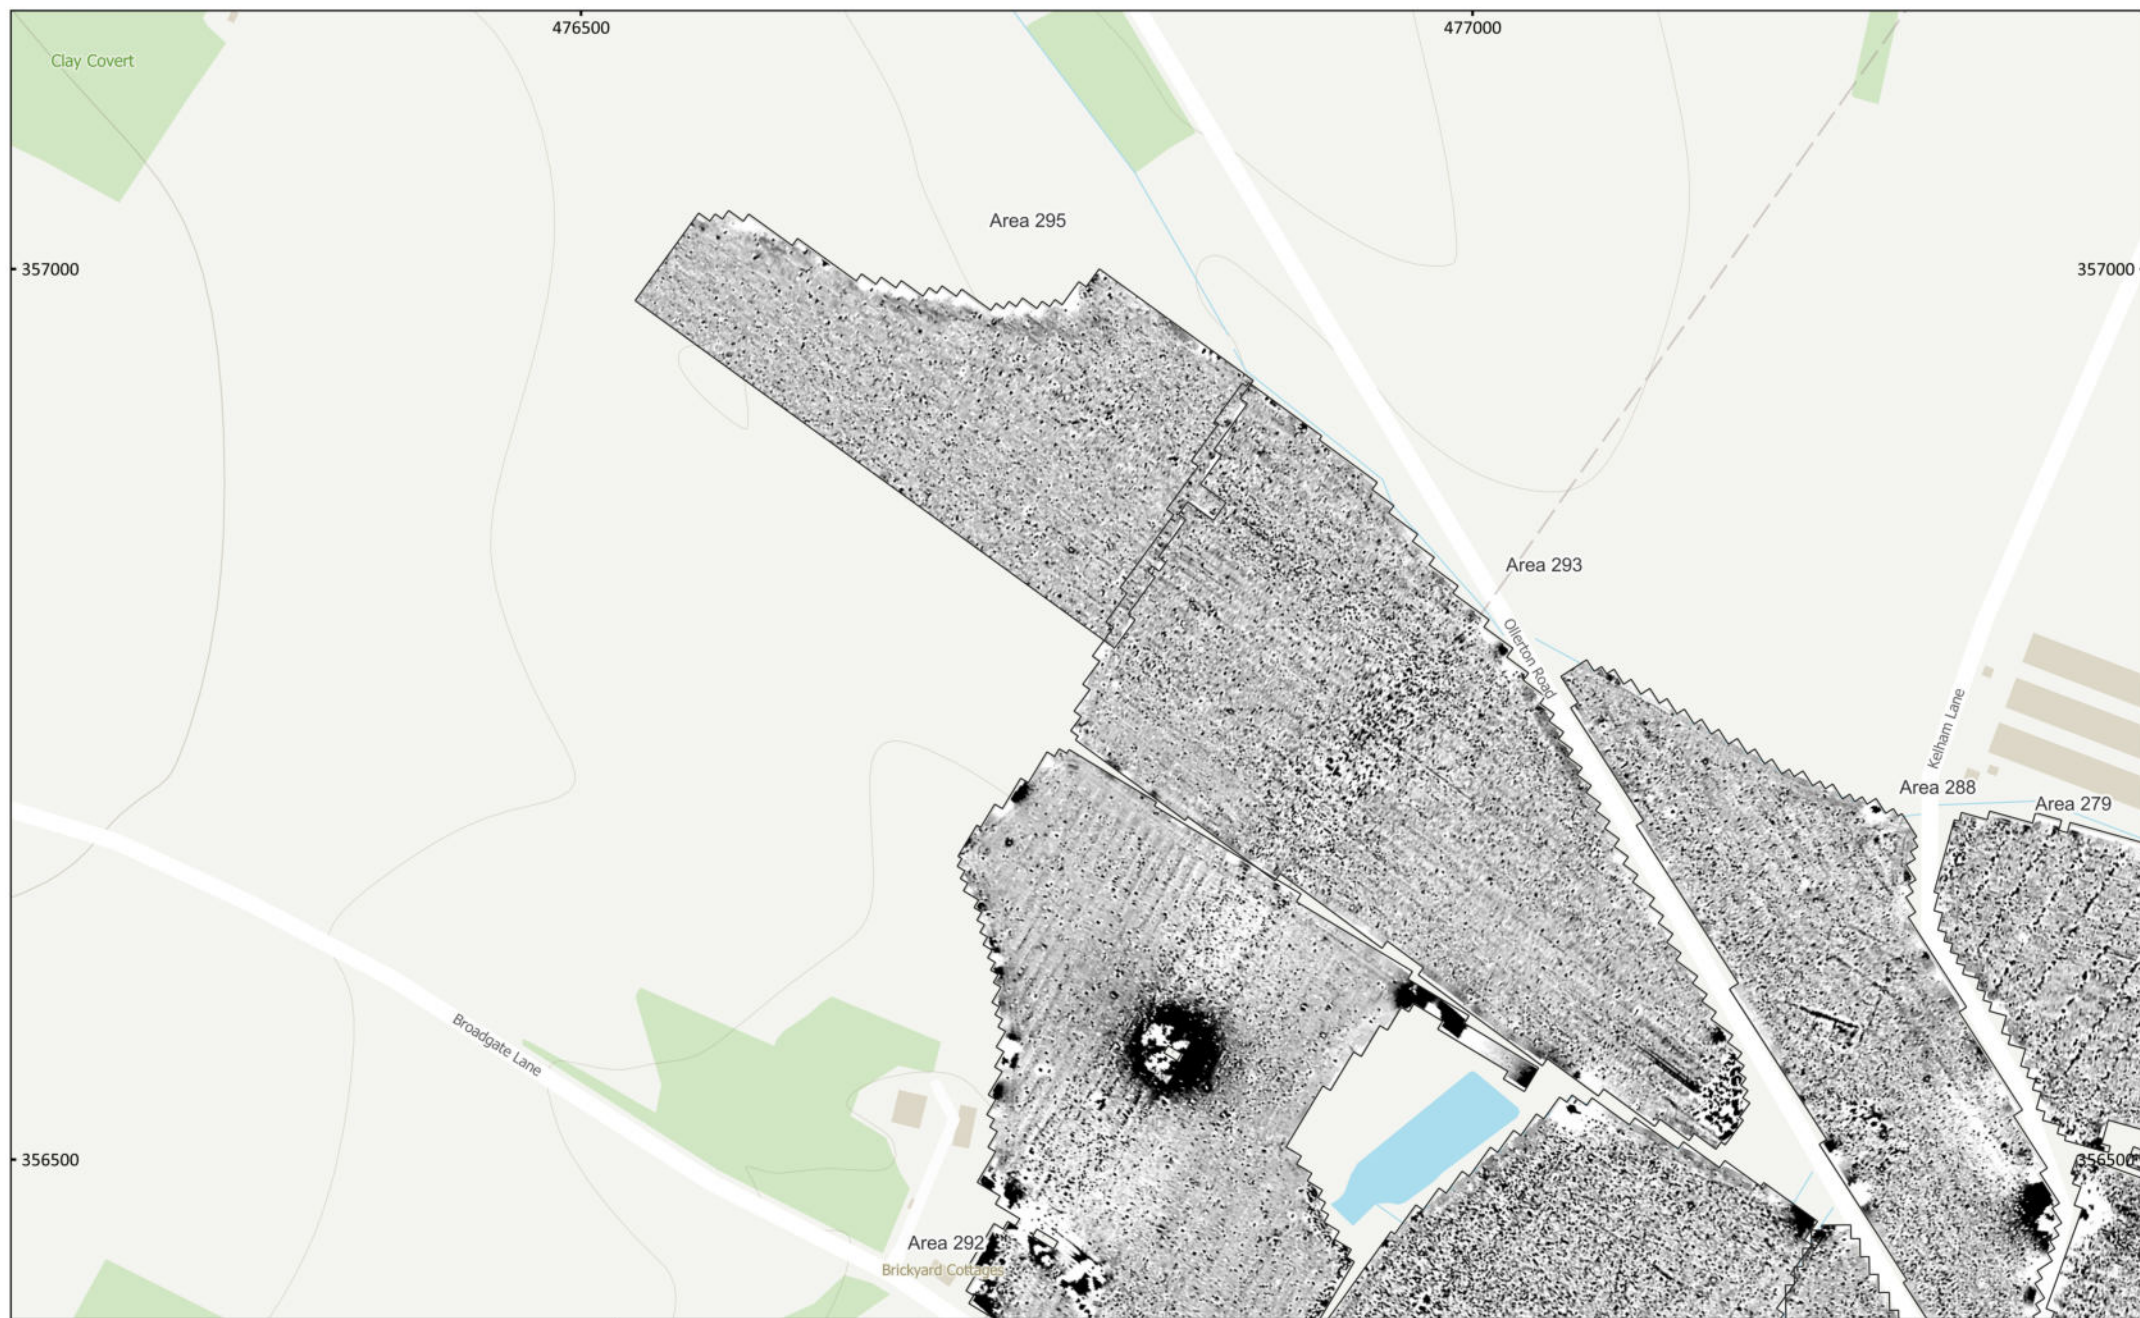 476500
477000
Clay Covert
Area 295
357000
357000
Area 293
Ollerton Road
Kelham Lane
Area 288
Area 279
Broadgate Lane
356500
356500
Area 292
Brickyard Cottages